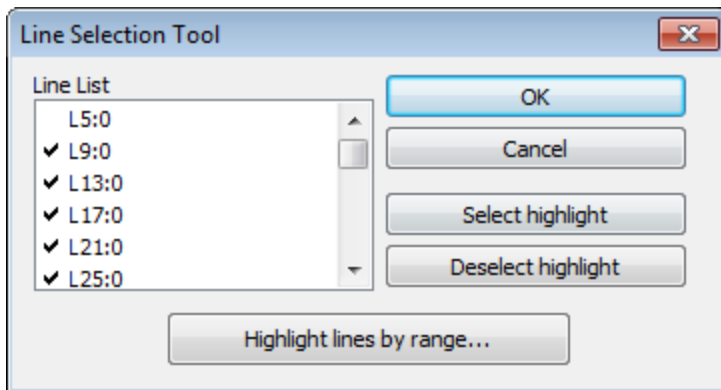 Line Selection Tool
Line List
L5:0
L9:0
L13:0
L17:0
L21:0
L25:0
OK
Cancel
Select highlight
Deselect highlight
Highlight lines by range...